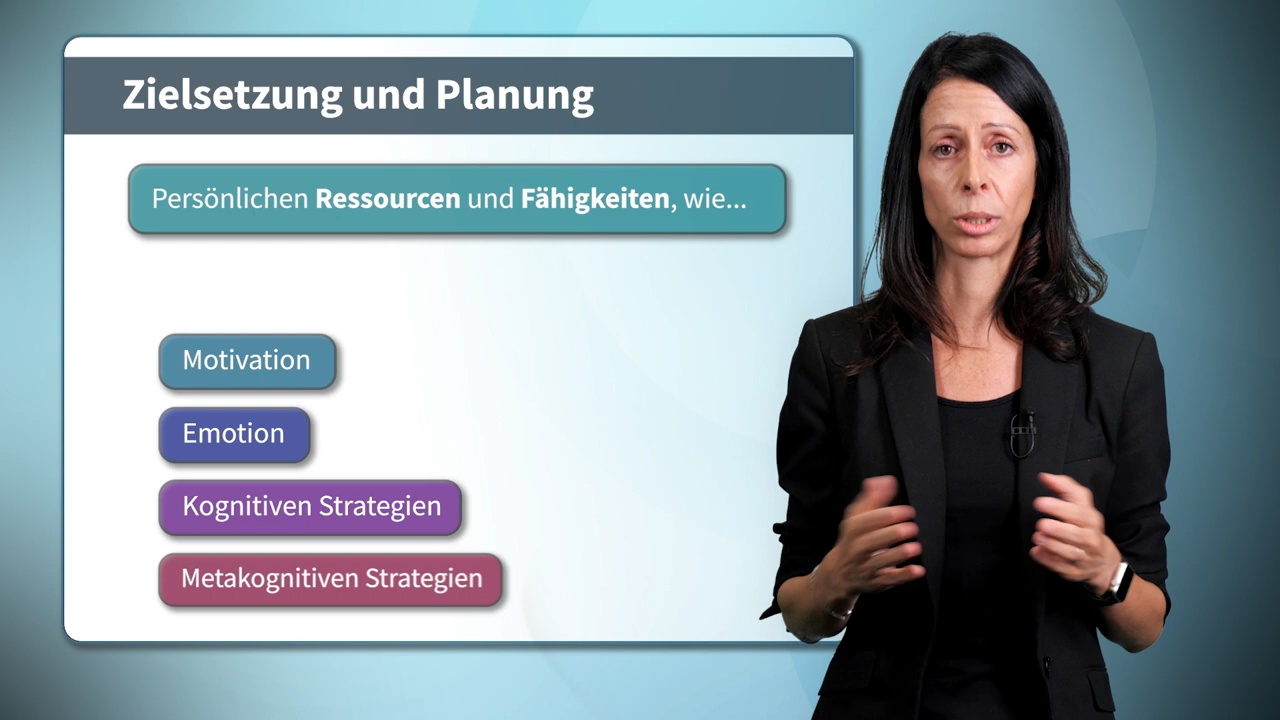 Zielsetzung und Planung
Persönlichen Ressourcen und Fähigkeiten, wie...
Motivation
Emotion
Kognitiven Strategien
Metakognitiven Strategien